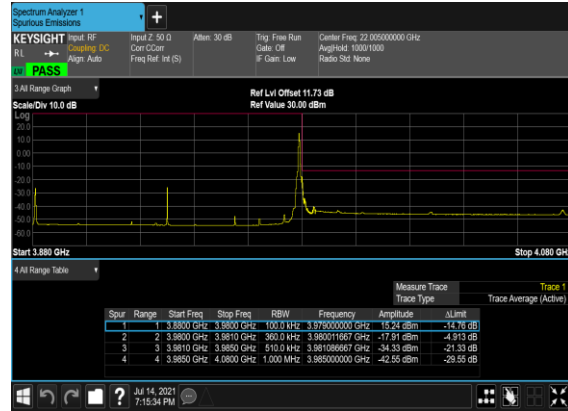 Spectrum Analyzer 1
Spurious Emissions
KEYSIGHT Input: RF Input Z: 50 Ω Atten: 30 dB Trig: Free Run Center Freq: 22.005000000 GHz
RL Coupling: DC Corr CCorr Gate: Off Avg|Hold: 1000/1000
Align: Auto Freq Ref: Int (S) IF Gain: Low Radio Std: None
PASS
3 All Range Graph
Ref Lvl Offset 11.73 dB
Scale/Div 10.0 dB Ref Value 30.00 dBm
Log
20.0
10.0
0.00
-10.0
-20.0
-30.0
-40.0
-50.0
-60.0
Start 3.880 GHz Stop 4.080 GHz
4 All Range Table
Measure Trace Trace 1
Trace Type Trace Average (Active)
Spur Range Start Freq Stop Freq RBW Frequency Amplitude ΔLimit
1 1 3.8800 GHz 3.9800 GHz 100.0 kHz 3.979000000 GHz 15.24 dBm -14.76 dB
2 2 3.9800 GHz 3.9810 GHz 360.0 kHz 3.980011667 GHz -17.91 dBm -4.913 dB
3 3 3.9810 GHz 3.9850 GHz 510.0 kHz 3.981086667 GHz -34.33 dBm -21.33 dB
4 4 3.9850 GHz 4.0800 GHz 1.000 MHz 3.985000000 GHz -42.55 dBm -29.55 dB
? Jul 14, 2021
7:15:34 PM